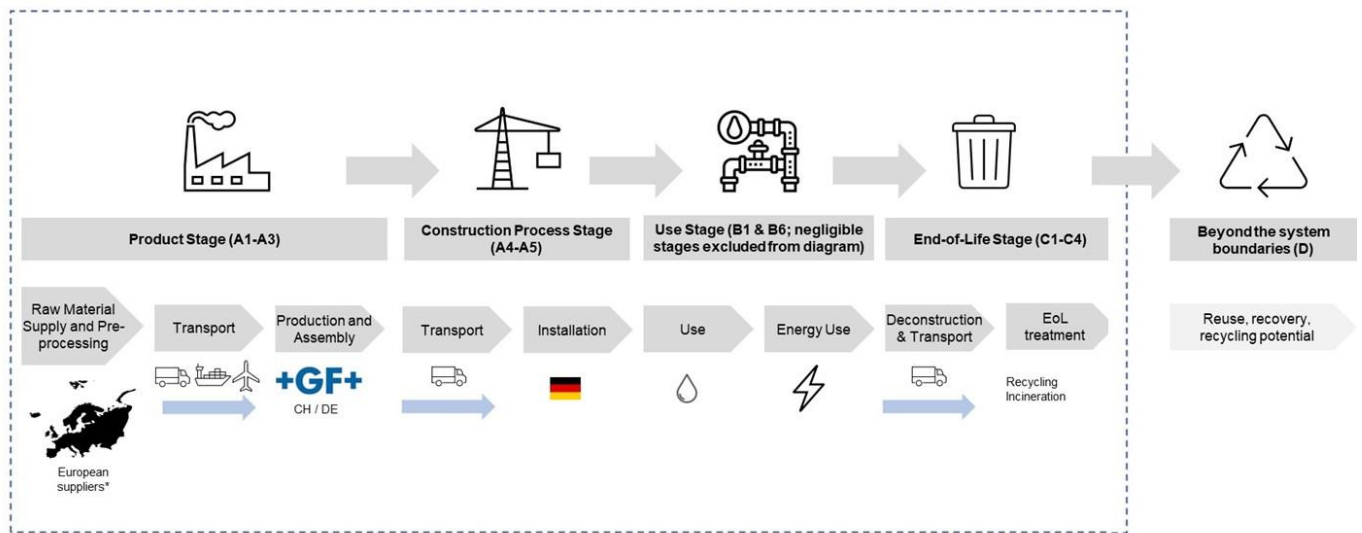 Product Stage (A1-A3)
Construction Process Stage
(A4-A5)
Use Stage (B1 & B6; negligible
stages excluded from diagram)
End-of-Life Stage (C1-C4)
Beyond the system
boundaries (D)
Raw Material
Supply and Pre-
processing
Transport
Production and
Assembly
Transport
Installation
Use
Energy Use
Deconstruction
& Transport
EoL
treatment
Reuse, recovery,
recycling potential
+GF+
CH / DE
Recycling
Incineration
European
suppliers*